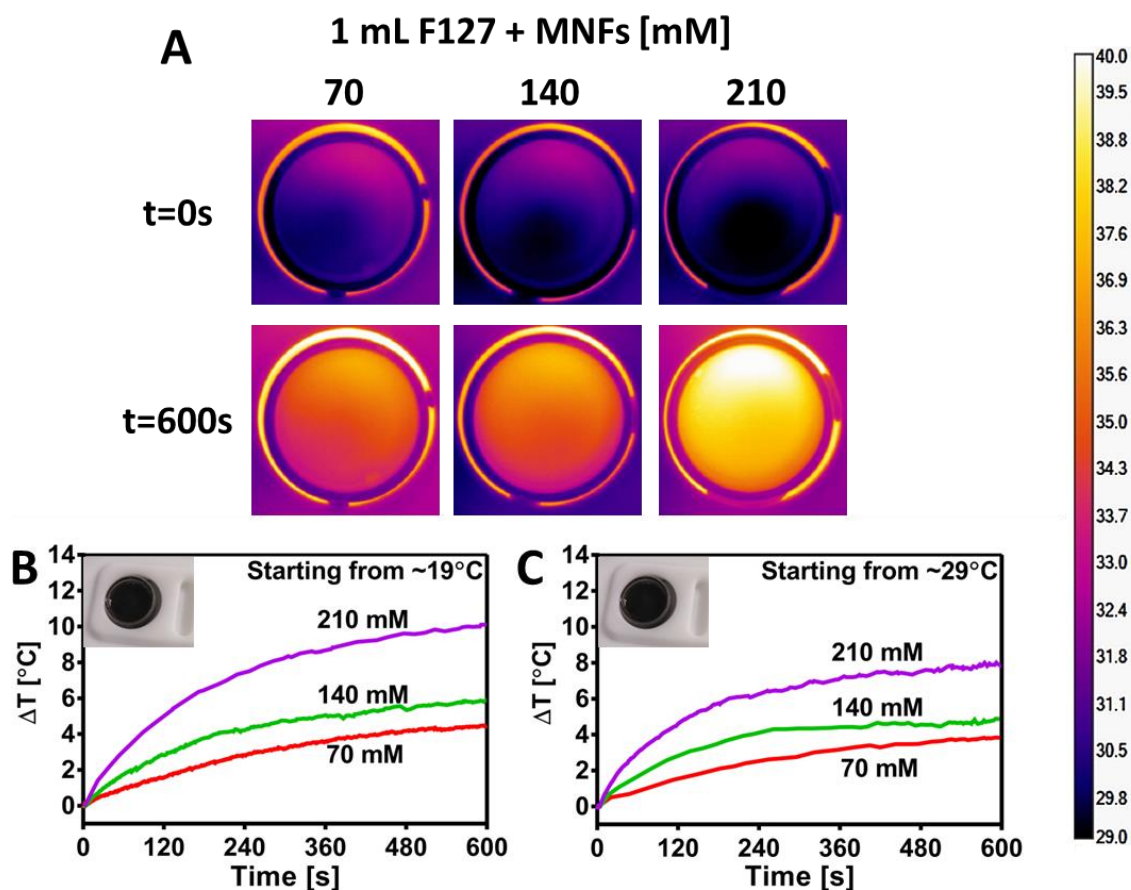 A
1 mL F127 + MNFs [mM]
70 140 210
t=0s
t=600s
40.0
39.5
38.8
38.2
37.6
36.9
36.3
35.6
35.0
34.3
33.7
33.0
32.4
31.8
31.1
30.5
29.8
29.0
B
14
12
10
8
6
4
2
0
ΔT [°C]
Starting from ~19°C
210 mM
140 mM
70 mM
0 120 240 360 480 600
Time [s]
C
14
12
10
8
6
4
2
0
ΔT [°C]
Starting from ~29°C
210 mM
140 mM
70 mM
0 120 240 360 480 600
Time [s]